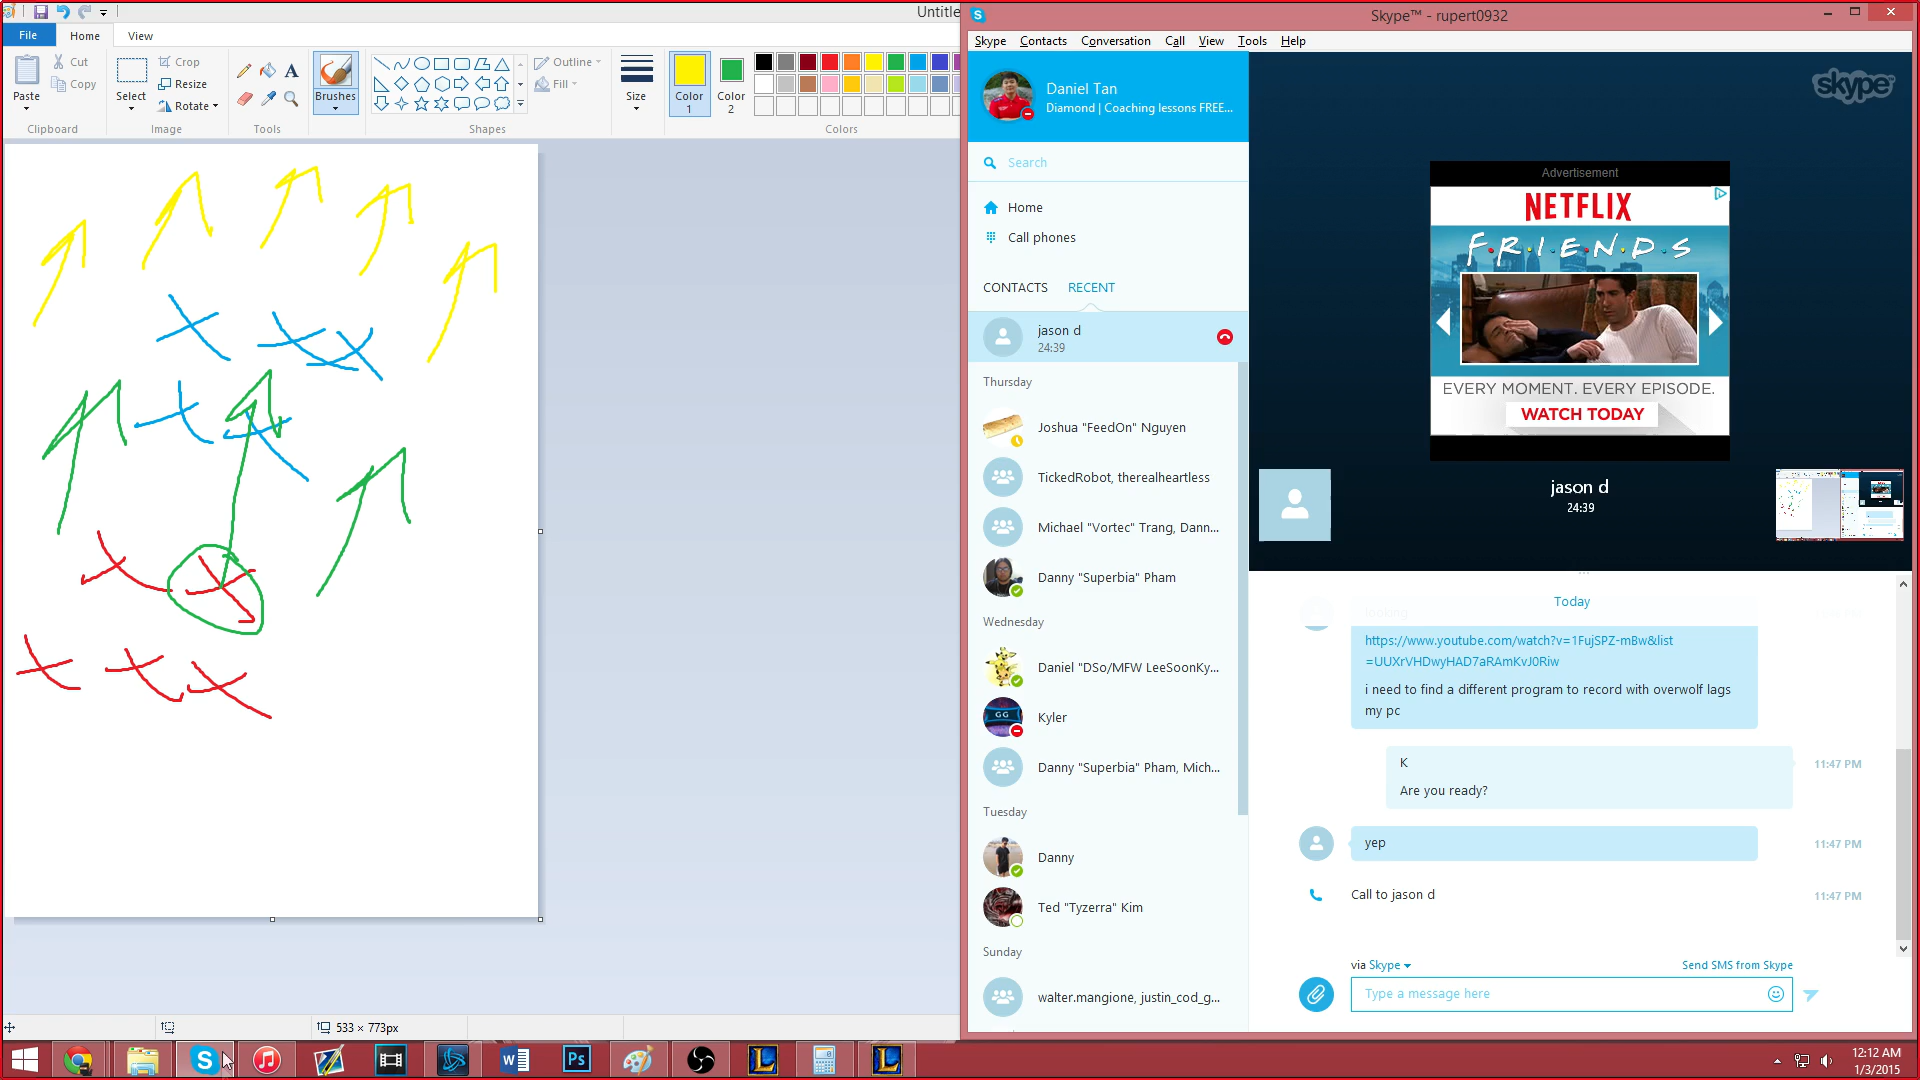 Untitle
File
Home
View
Paste
Cut
Copy
Clipboard
Select
Crop
Resize
Rotate
Image
A
Tools
Brushes
Outline
Fill
Shapes
Size
Color
1
Color
2
Colors
533 × 773px
Skype™ - rupert0932
Skype Contacts Conversation Call View Tools Help
Daniel Tan
Diamond | Coaching lessons FREE...
Search
Home
Call phones
CONTACTS RECENT
jason d
24:39
Thursday
Joshua "FeedOn" Nguyen
TickedRobot, therealheartless
Michael "Vortec" Trang, Dann...
Danny "Superbia" Pham
Wednesday
Daniel "DSo/MFW LeeSoonKy...
GG
Kyler
Danny "Superbia" Pham, Mich...
Tuesday
Danny
Ted "Tyzerra" Kim
Sunday
walter.mangione, justin_cod_g...
skype
Advertisement
NETFLIX
F·R·I·E·N·D·S
EVERY MOMENT. EVERY EPISODE.
WATCH TODAY
jason d
24:39
Today
looking
https://www.youtube.com/watch?v=1FujSPZ-mBw&list
=UUXrVHDwyHAD7aRAmKvJ0Riw
i need to find a different program to record with overwolf lags
my pc
K
11:47 PM
Are you ready?
yep
11:47 PM
Call to jason d
11:47 PM
via Skype
Send SMS from Skype
Type a message here
W
Ps
L
L
12:12 AM
1/3/2015